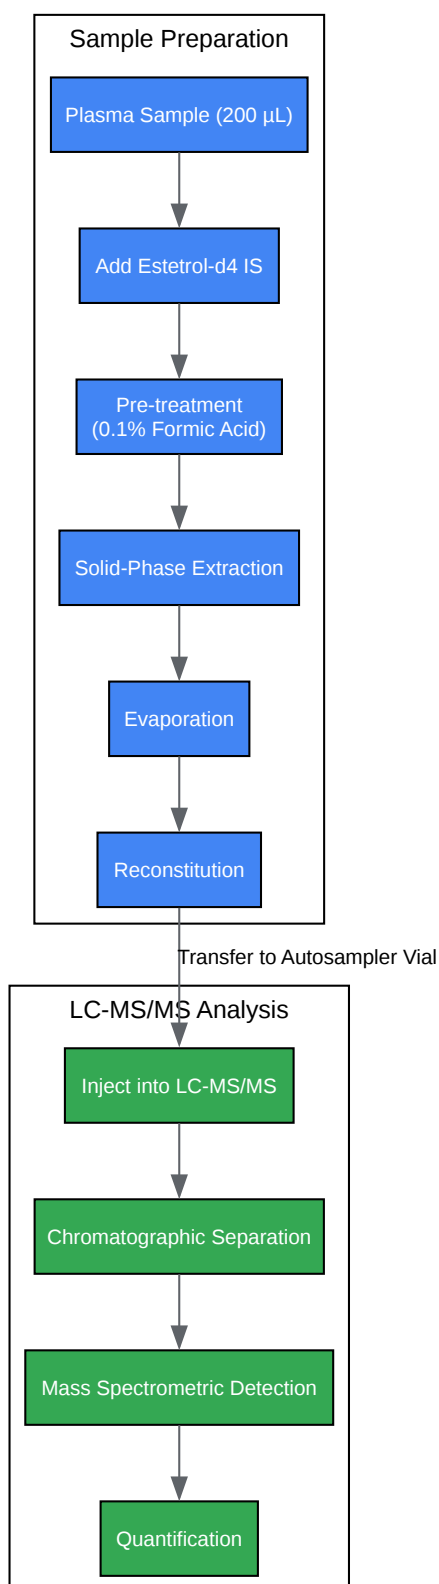 Sample Preparation
Plasma Sample (200 µL)
Add Estetrol-d4 IS
Pre-treatment
(0.1% Formic Acid)
Solid-Phase Extraction
Evaporation
Reconstitution
Transfer to Autosampler Vial
LC-MS/MS Analysis
Inject into LC-MS/MS
Chromatographic Separation
Mass Spectrometric Detection
Quantification